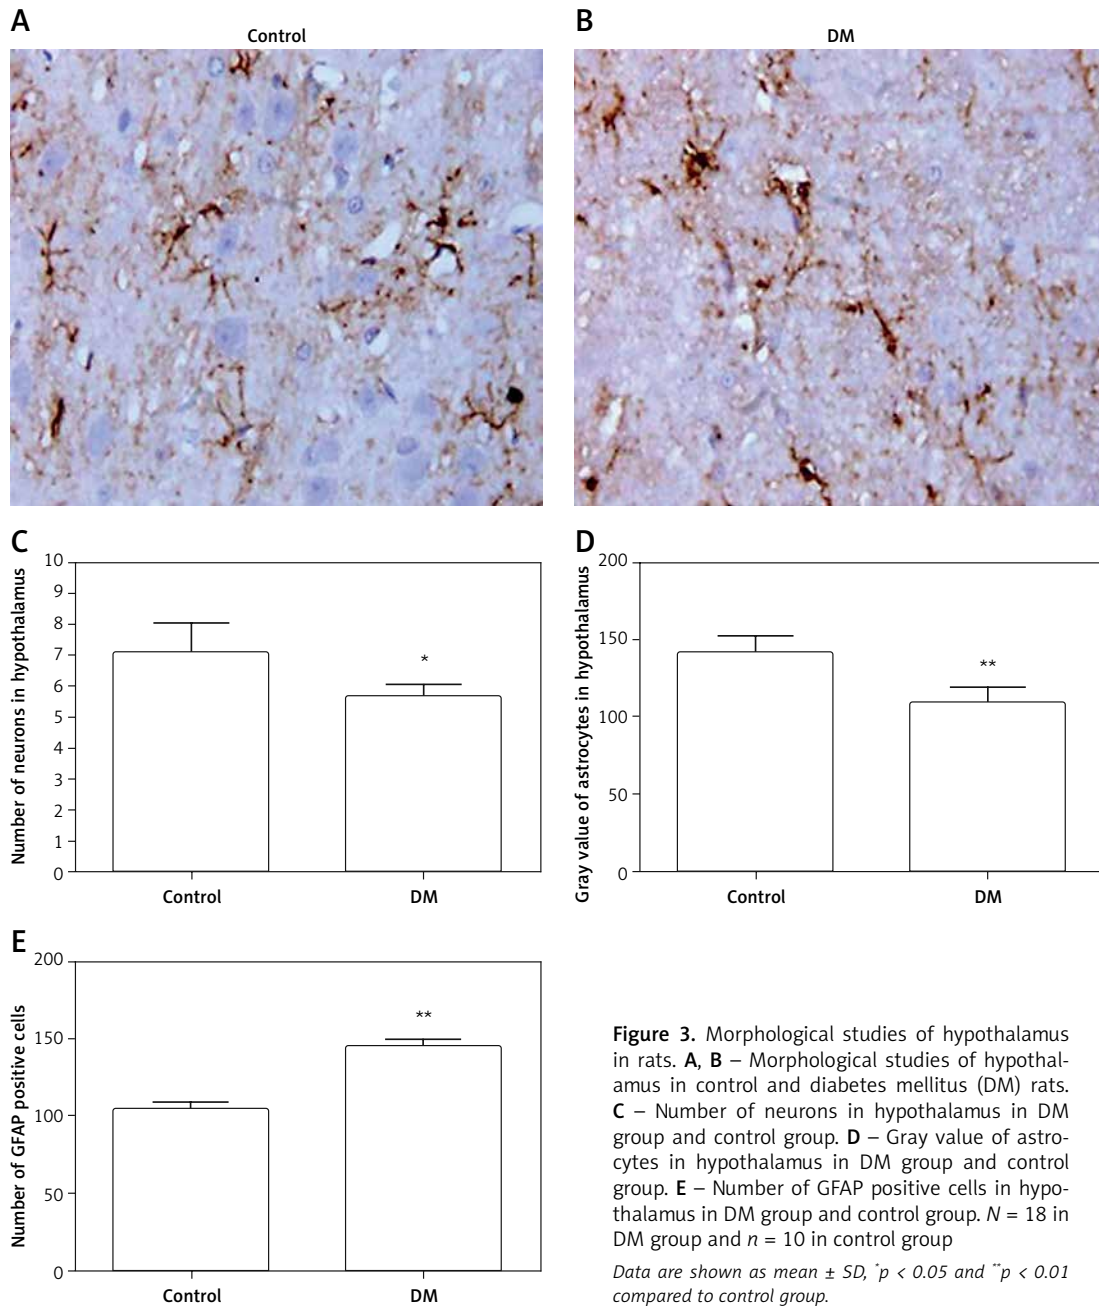 A
Control
B
DM
C
Number of neurons in hypothalamus
10
9
8
7
6
5
4
3
2
1
0
*
Control
DM
D
Gray value of astrocytes in hypothalamus
200
150
100
50
0
**
Control
DM
E
Number of GFAP positive cells
200
150
100
50
0
**
Control
DM
Figure 3. Morphological studies of hypothalamus
in rats. A, B – Morphological studies of hypothal-
amus in control and diabetes mellitus (DM) rats.
C – Number of neurons in hypothalamus in DM
group and control group. D – Gray value of astro-
cytes in hypothalamus in DM group and control
group. E – Number of GFAP positive cells in hypo-
thalamus in DM group and control group. N = 18 in
DM group and n = 10 in control group
Data are shown as mean ± SD, *p < 0.05 and **p < 0.01
compared to control group.